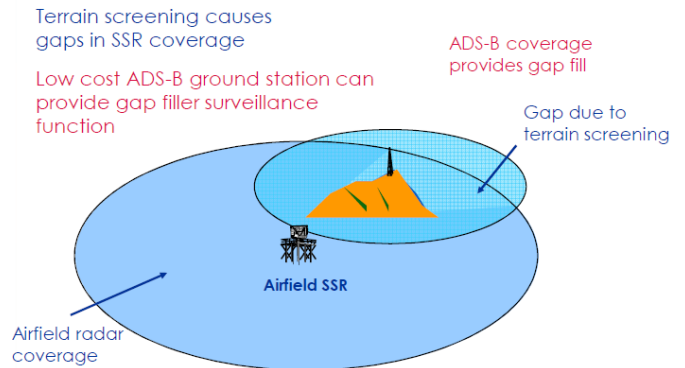 Terrain screening causes
gaps in SSR coverage
Low cost ADS-B ground station can
provide gap filler surveillance
function
ADS-B coverage
provides gap fill
Gap due to
terrain screening
Airfield SSR
Airfield radar
coverage